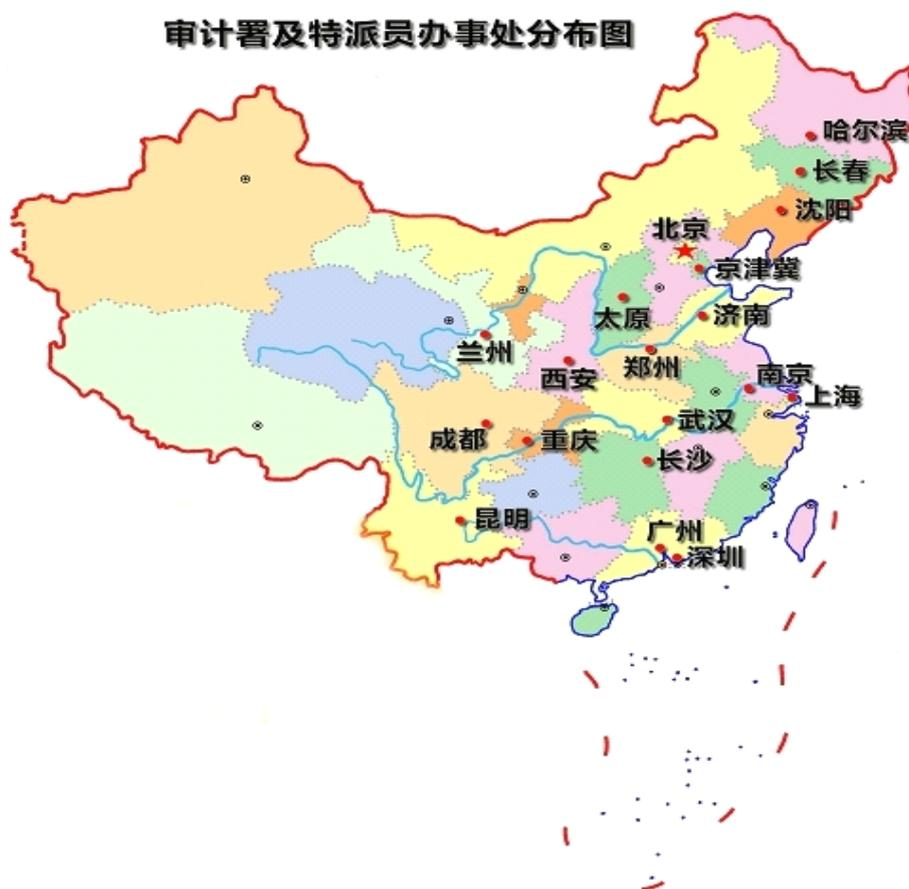 审计署及特派员办事处分布图
哈尔滨
长春
沈阳
北京
京津冀
济南
太原
兰州
郑州
西安
南京
上海
武汉
成都
重庆
长沙
昆明
广州
深圳